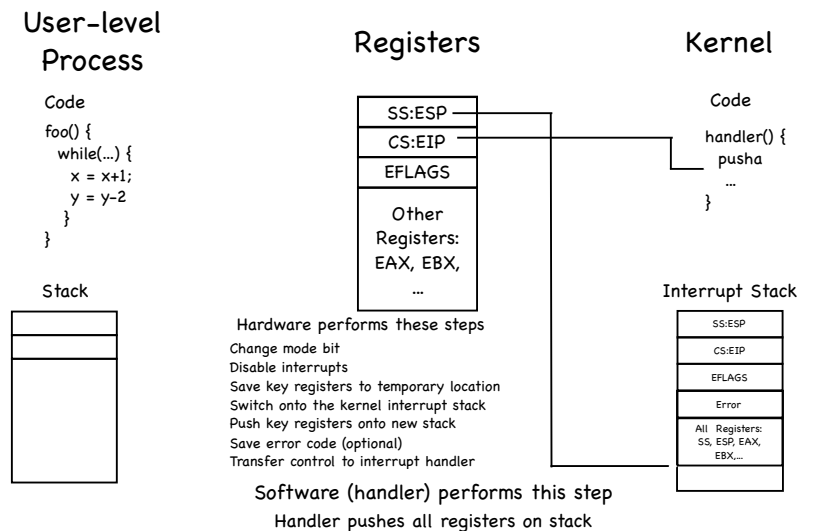 User-level
Process
Registers
Kernel
Code
foo() {
while(...) {
x = x+1;
y = y-2
}
}
Stack
SS:ESP
CS:EIP
EFLAGS
Other
Registers:
EAX, EBX,
...
Code
handler() {
pusha
...
}
Interrupt Stack
SS:ESP
CS:EIP
EFLAGS
Error
All Registers:
SS, ESP, EAX,
EBX,...
Hardware performs these steps
Change mode bit
Disable interrupts
Save key registers to temporary location
Switch onto the kernel interrupt stack
Push key registers onto new stack
Save error code (optional)
Transfer control to interrupt handler
Software (handler) performs this step
Handler pushes all registers on stack